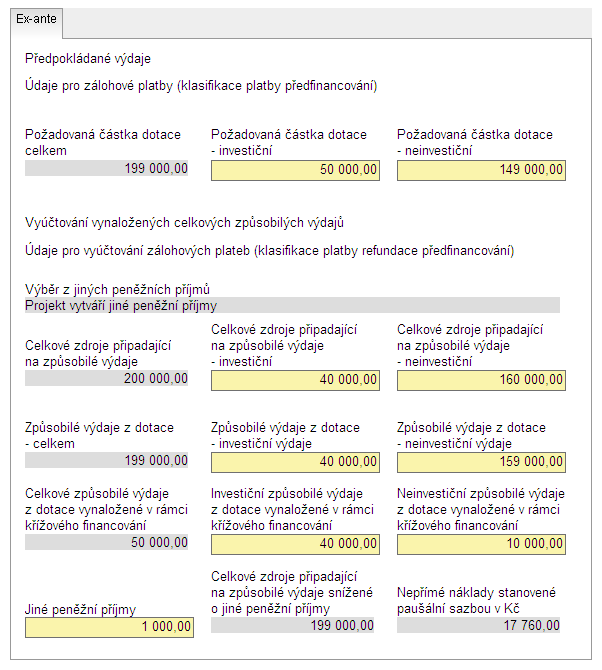 Ex-ante
Předpokládané výdaje
Údaje pro zálohové platby (klasifikace platby předfinancování)
Požadovaná částka dotace
celkem
199 000,00
Požadovaná částka dotace
- investiční
50 000,00
Požadovaná částka dotace
- neinvestiční
149 000,00
Vyúčtování vynaložených celkových způsobilých výdajů
Údaje pro vyúčtování zálohových plateb (klasifikace platby refundace předfinancování)
Výběr z jiných peněžních příjmů
Projekt vytváří jiné peněžní příjmy
Celkové zdroje připadající
na způsobilé výdaje
200 000,00
Celkové zdroje připadající
na způsobilé výdaje
- investiční
40 000,00
Celkové zdroje připadající
na způsobilé výdaje
- neinvestiční
160 000,00
Způsobilé výdaje z dotace
- celkem
199 000,00
Způsobilé výdaje z dotace
- investiční výdaje
40 000,00
Způsobilé výdaje z dotace
- neinvestiční výdaje
159 000,00
Celkové způsobilé výdaje
z dotace vynaložené v rámci
křížového financování
50 000,00
Investiční způsobilé výdaje
z dotace vynaložené v rámci
křížového financování
40 000,00
Neinvestiční způsobilé výdaje
z dotace vynaložené v rámci
křížového financování
10 000,00
Jiné peněžní příjmy
1 000,00
Celkové zdroje připadající
na způsobilé výdaje snížené
o jiné peněžní příjmy
199 000,00
Nepřímé náklady stanovené
paušální sazbou v Kč
17 760,00